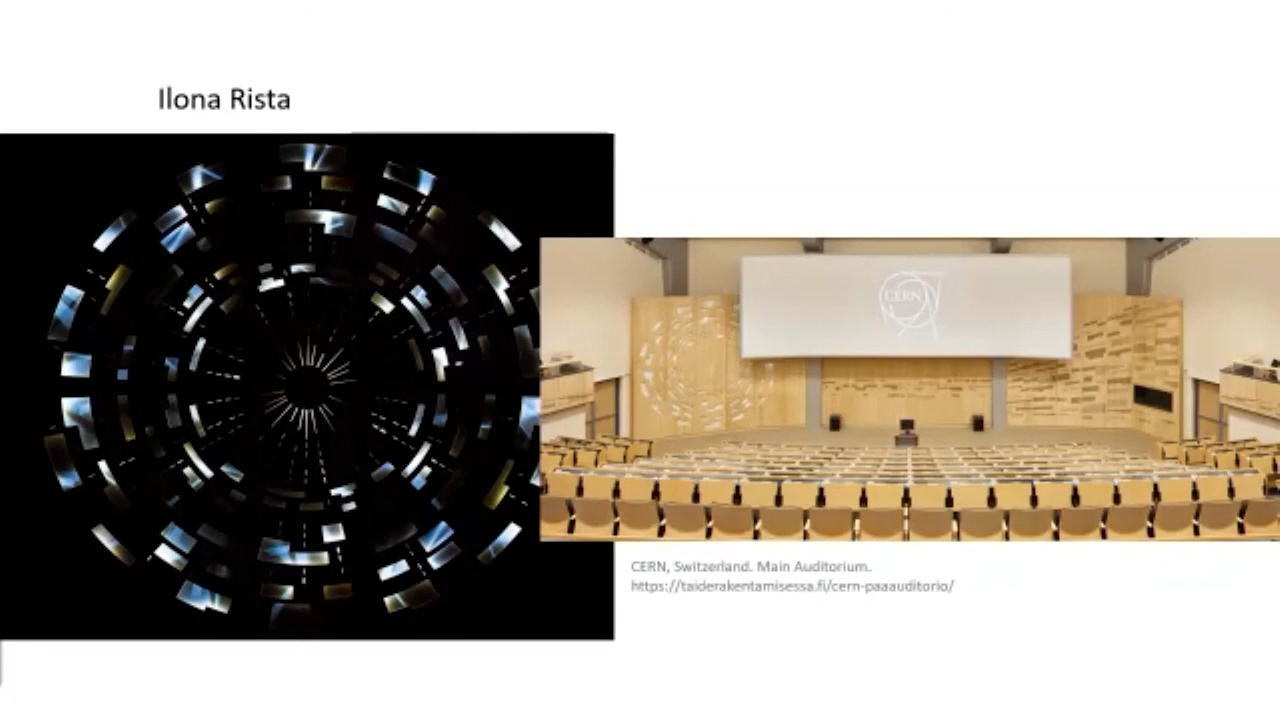 Ilona Rista
CERN
CERN, Switzerland. Main Auditorium.
https://taiderakentamisessa.fi/cern-paaauditorio/